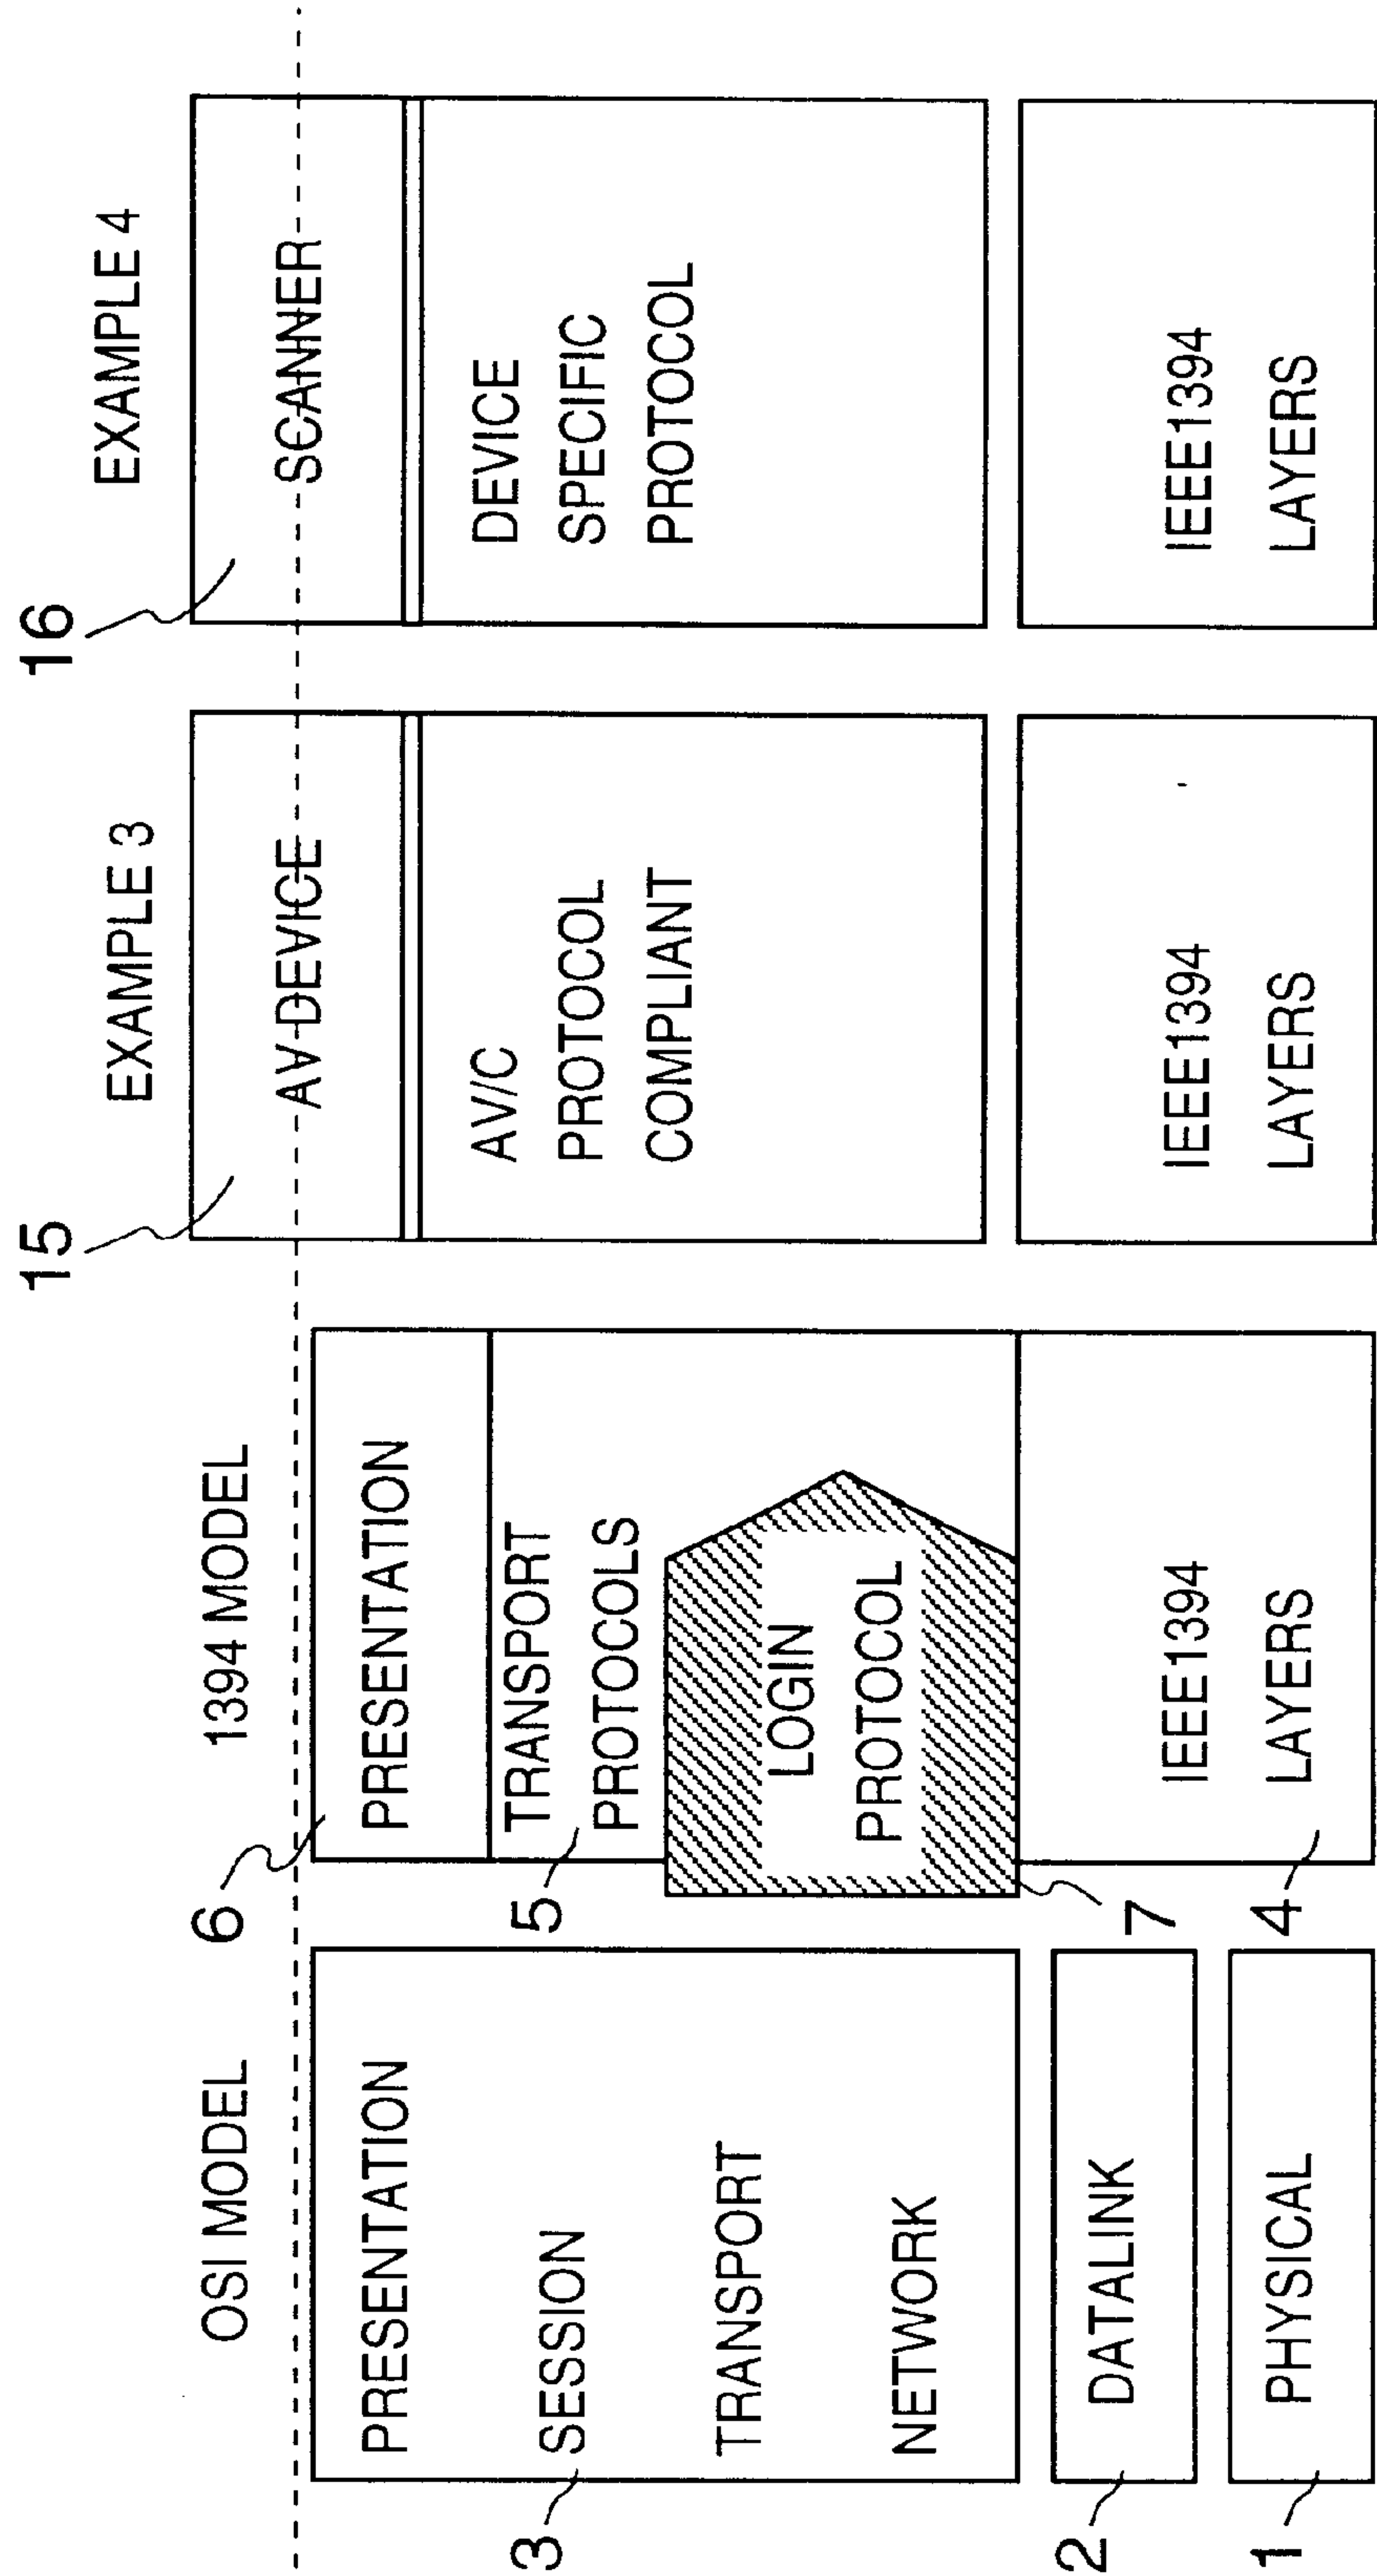 OSI MODEL
3
PRESENTATION
SESSION
TRANSPORT
NETWORK
2
DATALINK
1
PHYSICAL
1394 MODEL
6
PRESENTATION
5
TRANSPORT
PROTOCOLS
LOGIN
PROTOCOL
7
4
IEEE1394
LAYERS
EXAMPLE 3
15
AV DEVICE
AV/C
PROTOCOL
COMPLIANT
IEEE1394
LAYERS
EXAMPLE 4
16
SCANNER
DEVICE
SPECIFIC
PROTOCOL
IEEE1394
LAYERS